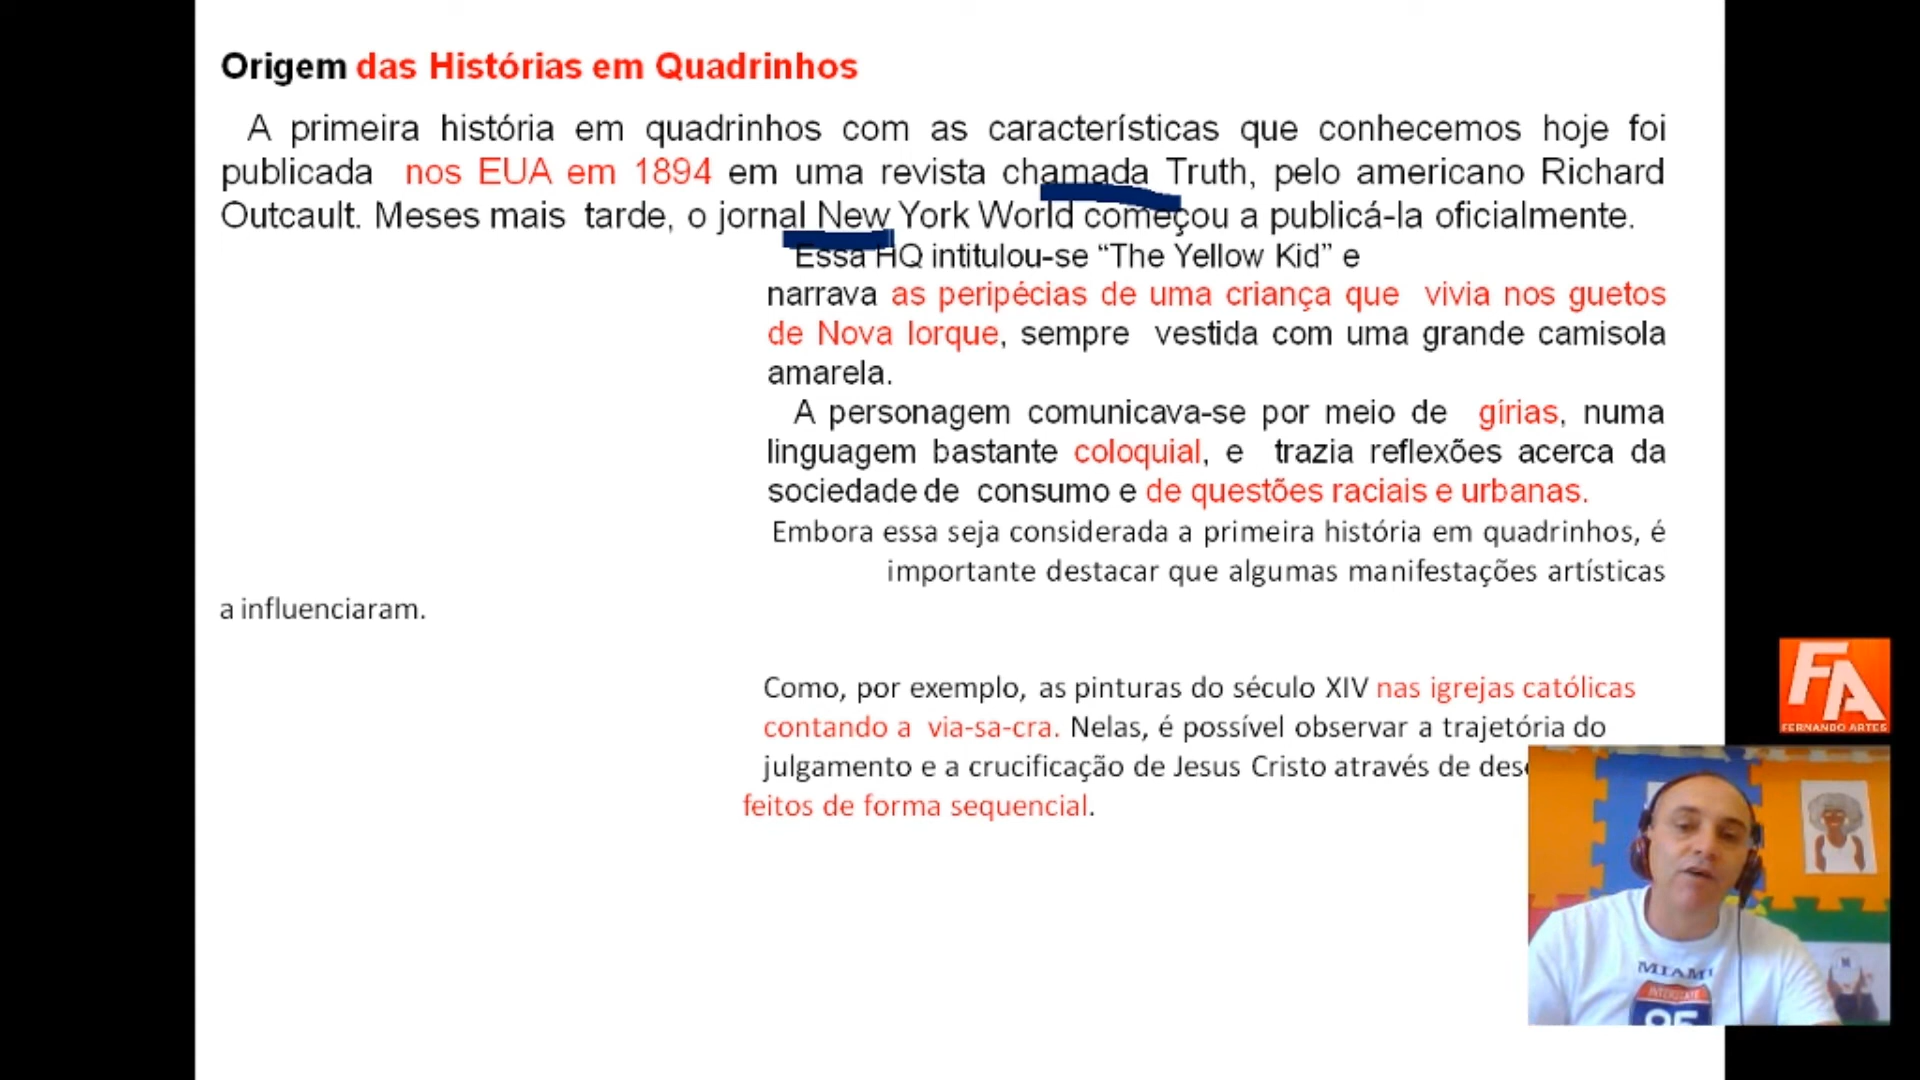 Origem das Histórias em Quadrinhos
A primeira história em quadrinhos com as características que conhecemos hoje foi
publicada nos EUA em 1894 em uma revista chamada Truth, pelo americano Richard
Outcault. Meses mais tarde, o jornal New York World começou a publicá-la oficialmente.
Essa HQ intitulou-se “The Yellow Kid” e
narrava as peripécias de uma criança que vivia nos guetos
de Nova Iorque, sempre vestida com uma grande camisola
amarela.
A personagem comunicava-se por meio de gírias, numa
linguagem bastante coloquial, e trazia reflexões acerca da
sociedade de consumo e de questões raciais e urbanas.
Embora essa seja considerada a primeira história em quadrinhos, é
importante destacar que algumas manifestações artísticas
a influenciaram.
Como, por exemplo, as pinturas do século XIV nas igrejas católicas
contando a via-sa-cra. Nelas, é possível observar a trajetória do
julgamento e a crucificação de Jesus Cristo através de
feitos de forma sequencial.
FA
FERNANDO ARTES
MIAMI
INTERSTATE
95